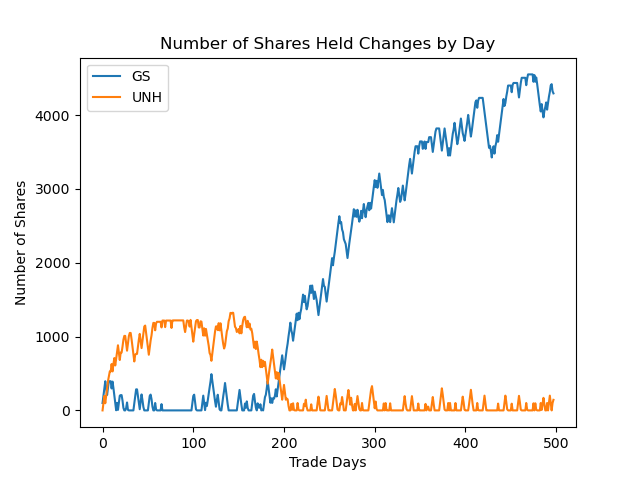 Number of Shares Held Changes by Day
GS
UNH
Number of Shares
4000
3000
2000
1000
0
0 100 200 300 400 500
Trade Days